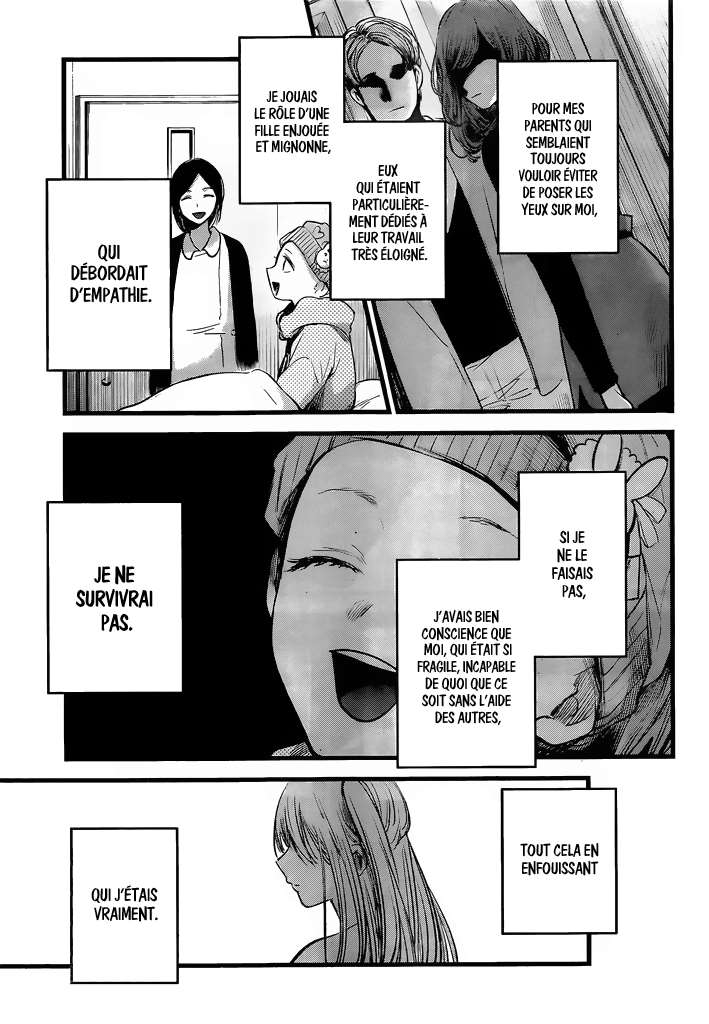 POUR MES
PARENTS QUI
SEMBLAIENT
TOUJOURS
VOULOIR ÉVITER
DE POSER LES
YEUX SUR MOI,
EUX
QUI ÉTAIENT
PARTICULIÈRE-
MENT DÉDIÉS À
LEUR TRAVAIL
TRÈS ÉLOIGNÉ.
JE JOUAIS
LE RÔLE D'UNE
FILLE ENJOUÉE
ET MIGNONNE,
QUI
DÉBORDAIT
D'EMPATHIE.
SI JE
NE LE
FAISAIS
PAS,
J'AVAIS BIEN
CONSCIENCE QUE
MOI, QUI ÉTAIT SI
FRAGILE, INCAPABLE
DE QUOI QUE CE
SOIT SANS L'AIDE
DES AUTRES,
JE NE
SURVIVRAI
PAS.
TOUT CELA EN
ENFOUISSANT
QUI J'ÉTAIS
VRAIMENT.